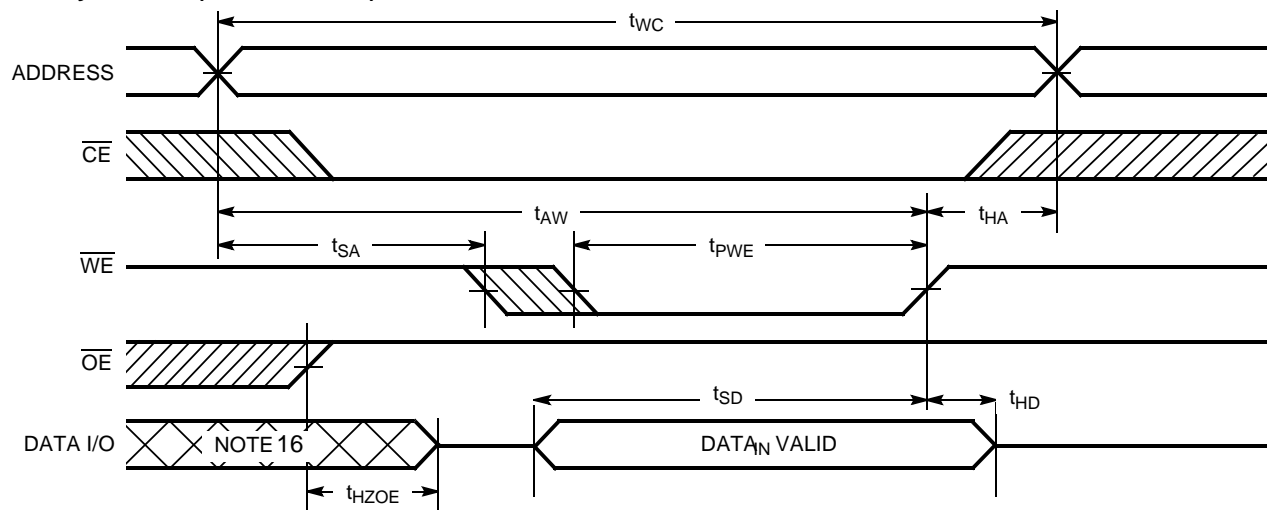 tWC
ADDRESS
CE
tAW
tHA
tSA
tPWE
WE
OE
tSD
tHD
DATA I/O
NOTE 16
DATAIN VALID
tHZOE